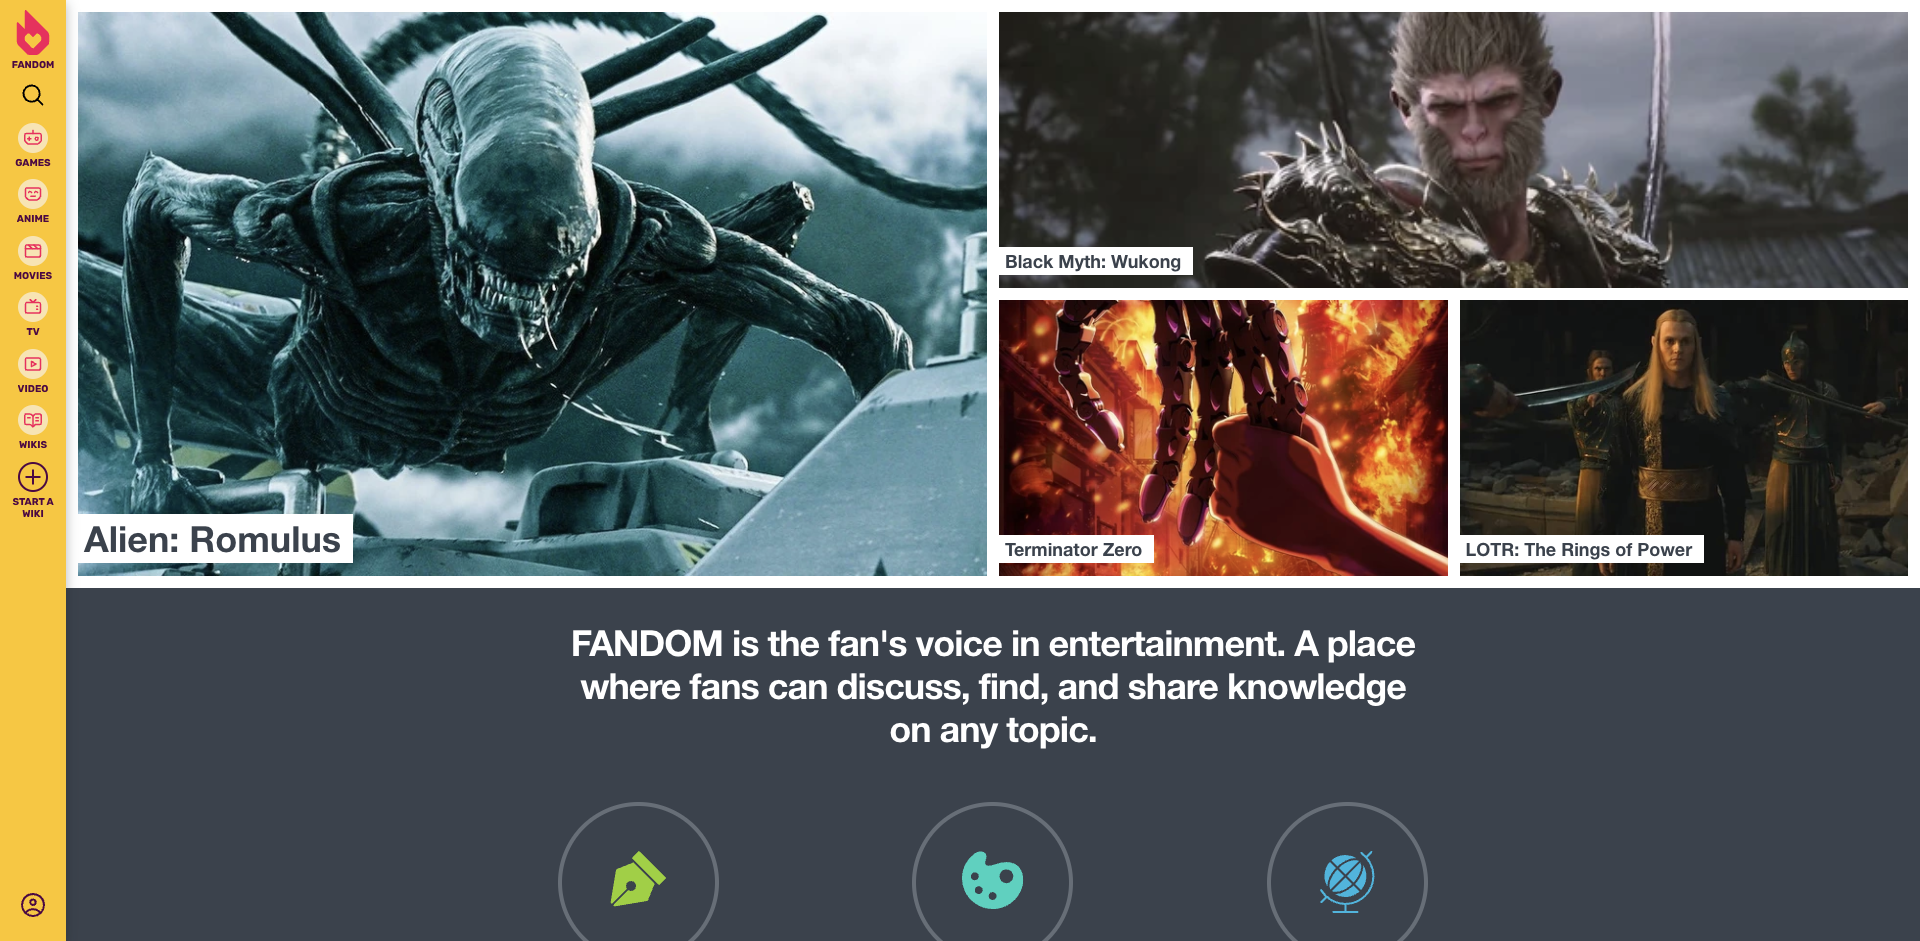 FANDOM
GAMES
ANIME
MOVIES
TV
VIDEO
WIKIS
START A
WIKI
Alien: Romulus
Black Myth: Wukong
Terminator Zero
LOTR: The Rings of Power
FANDOM is the fan's voice in entertainment. A place
where fans can discuss, find, and share knowledge
on any topic.